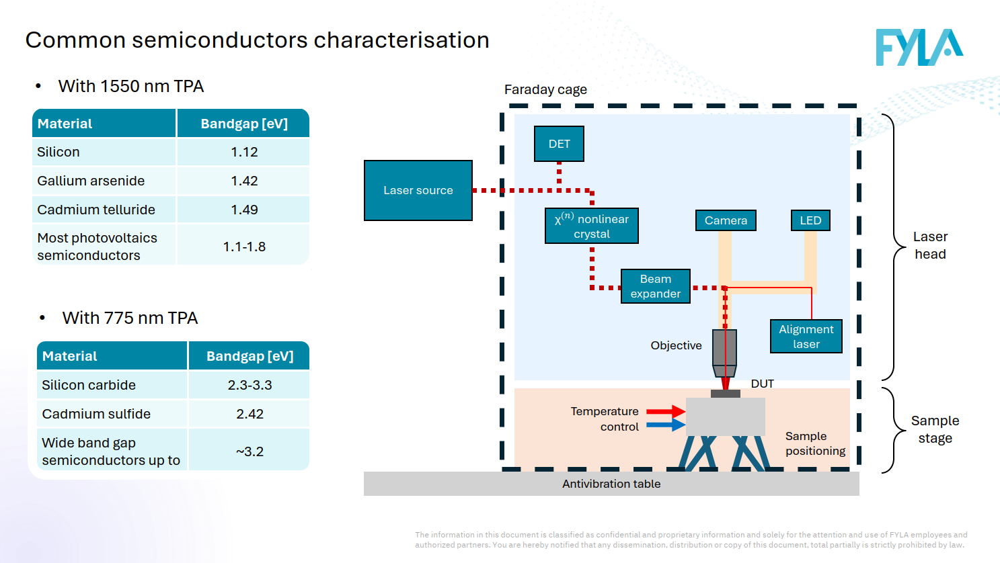 Common semiconductors characterisation
FYLA
• With 1550 nm TPA
Material Bandgap [eV]
Silicon 1.12
Gallium arsenide 1.42
Cadmium telluride 1.49
Most photovoltaics
semiconductors 1.1-1.8
• With 775 nm TPA
Material Bandgap [eV]
Silicon carbide 2.3-3.3
Cadmium sulfide 2.42
Wide band gap
semiconductors up to ~3.2
Faraday cage
DET
Laser source
χ⁽ⁿ⁾ nonlinear
crystal
Camera
LED
Beam
expander
Alignment
laser
Objective
DUT
Temperature
control
Sample
positioning
Antivibration table
Laser
head
Sample
stage
The information in this document is classified as confidential and proprietary information and solely for the attention and use of FYLA employees and
authorized partners. You are hereby notified that any dissemination, distribution or copy of this document, total partially is strictly prohibited by law.